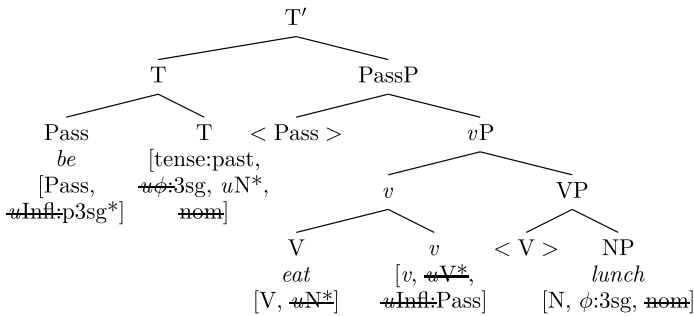 T′
T PassP
Pass T < Pass > vP
be [tense:past,
[Pass, uϕ:3sg, uN*, v VP
uInfl:p3sg*] nom]
V v < V > NP
eat [v, uV*, lunch
[V, uN*] uInfl:Pass] [N, ϕ:3sg, nom]